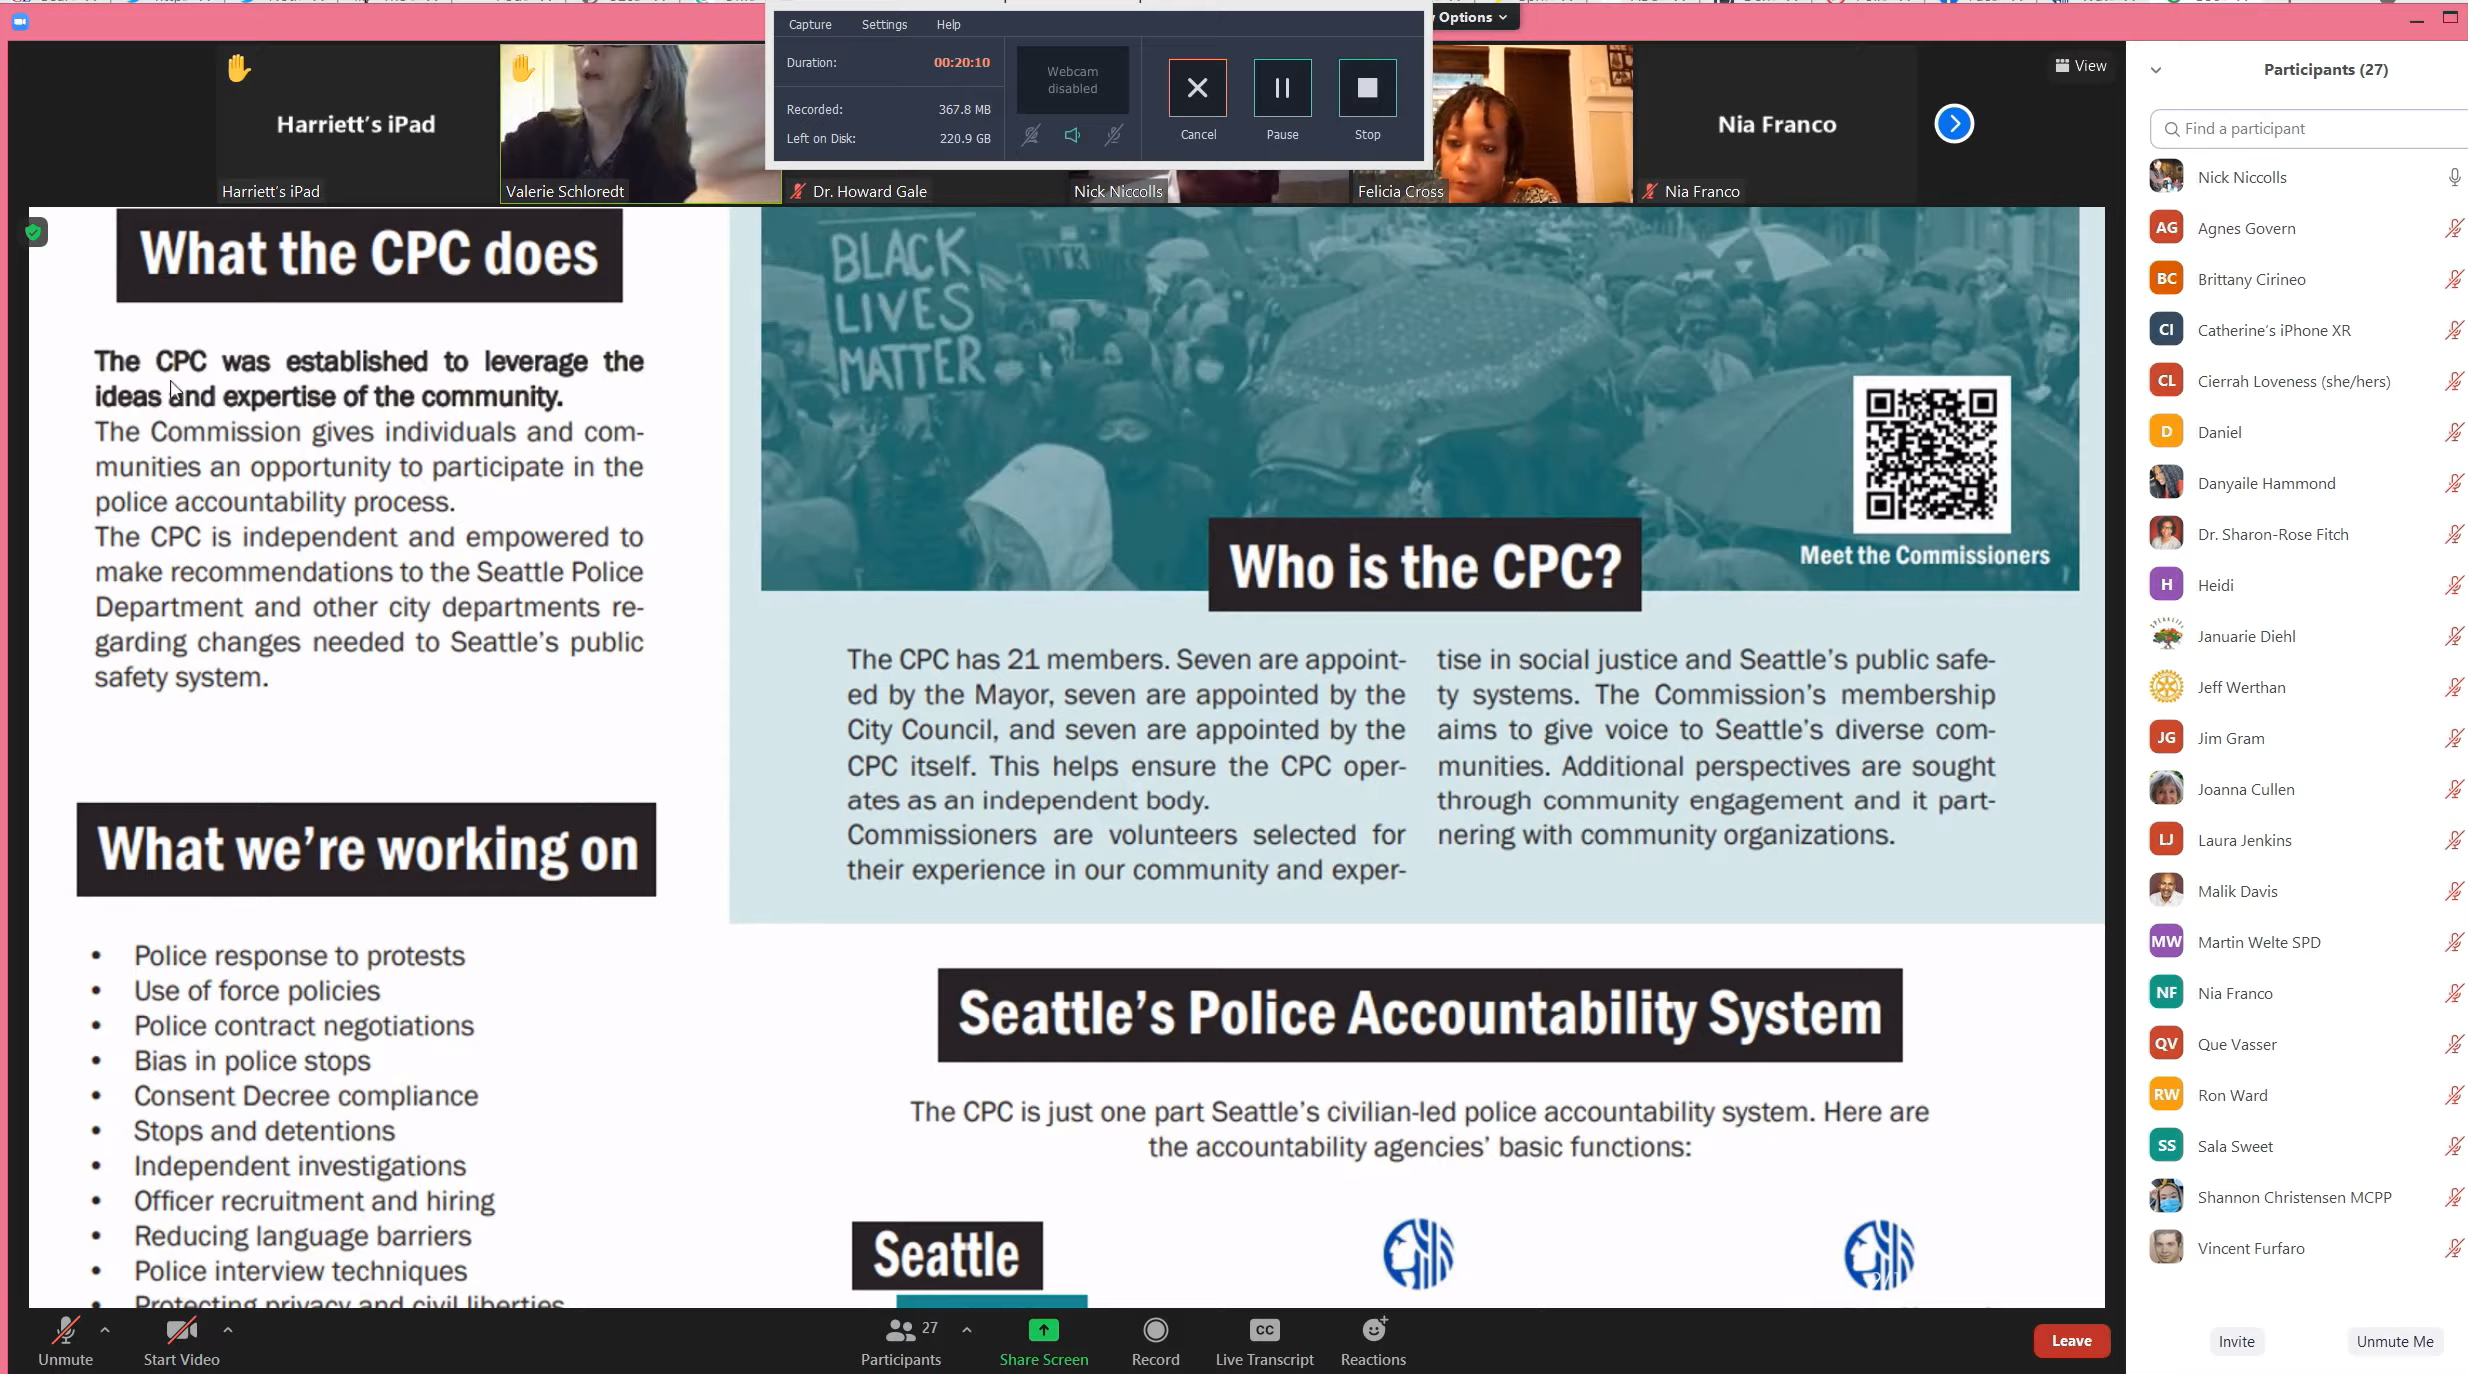 Options
Capture Settings Help
Duration: 00:20:10
Recorded: 367.8 MB
Left on Disk: 220.9 GB
Webcam
disabled
Cancel Pause Stop
Harriett's iPad
Harriett's iPad
Valerie Schloredt
Dr. Howard Gale
Nick Niccolls
Felicia Cross
Nia Franco
Nia Franco
View
What the CPC does
The CPC was established to leverage the
ideas and expertise of the community.
The Commission gives individuals and com-
munities an opportunity to participate in the
police accountability process.
The CPC is independent and empowered to
make recommendations to the Seattle Police
Department and other city departments re-
garding changes needed to Seattle's public
safety system.
What we're working on
• Police response to protests
• Use of force policies
• Police contract negotiations
• Bias in police stops
• Consent Decree compliance
• Stops and detentions
• Independent investigations
• Officer recruitment and hiring
• Reducing language barriers
• Police interview techniques
• Protecting privacy and civil liberties
BLACK
LIVES
MATTER
Meet the Commissioners
Who is the CPC?
The CPC has 21 members. Seven are appoint-
ed by the Mayor, seven are appointed by the
City Council, and seven are appointed by the
CPC itself. This helps ensure the CPC oper-
ates as an independent body.
Commissioners are volunteers selected for
their experience in our community and exper-
tise in social justice and Seattle's public safe-
ty systems. The Commission's membership
aims to give voice to Seattle's diverse com-
munities. Additional perspectives are sought
through community engagement and it part-
nering with community organizations.
Seattle's Police Accountability System
The CPC is just one part Seattle's civilian-led police accountability system. Here are
the accountability agencies' basic functions:
Seattle
Participants (27)
Find a participant
Nick Niccolls
AG Agnes Govern
BC Brittany Cirineo
CI Catherine's iPhone XR
CL Cierrah Loveness (she/hers)
D Daniel
Danyaile Hammond
Dr. Sharon-Rose Fitch
H Heidi
Januarie Diehl
Jeff Werthan
JG Jim Gram
Joanna Cullen
LJ Laura Jenkins
Malik Davis
MW Martin Welte SPD
NF Nia Franco
QV Que Vasser
RW Ron Ward
SS Sala Sweet
Shannon Christensen MCPP
Vincent Furfaro
Invite Unmute Me
Unmute
Start Video
27
Participants
Share Screen
Record
CC
Live Transcript
Reactions
Leave